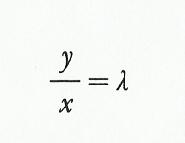 y/x = λ